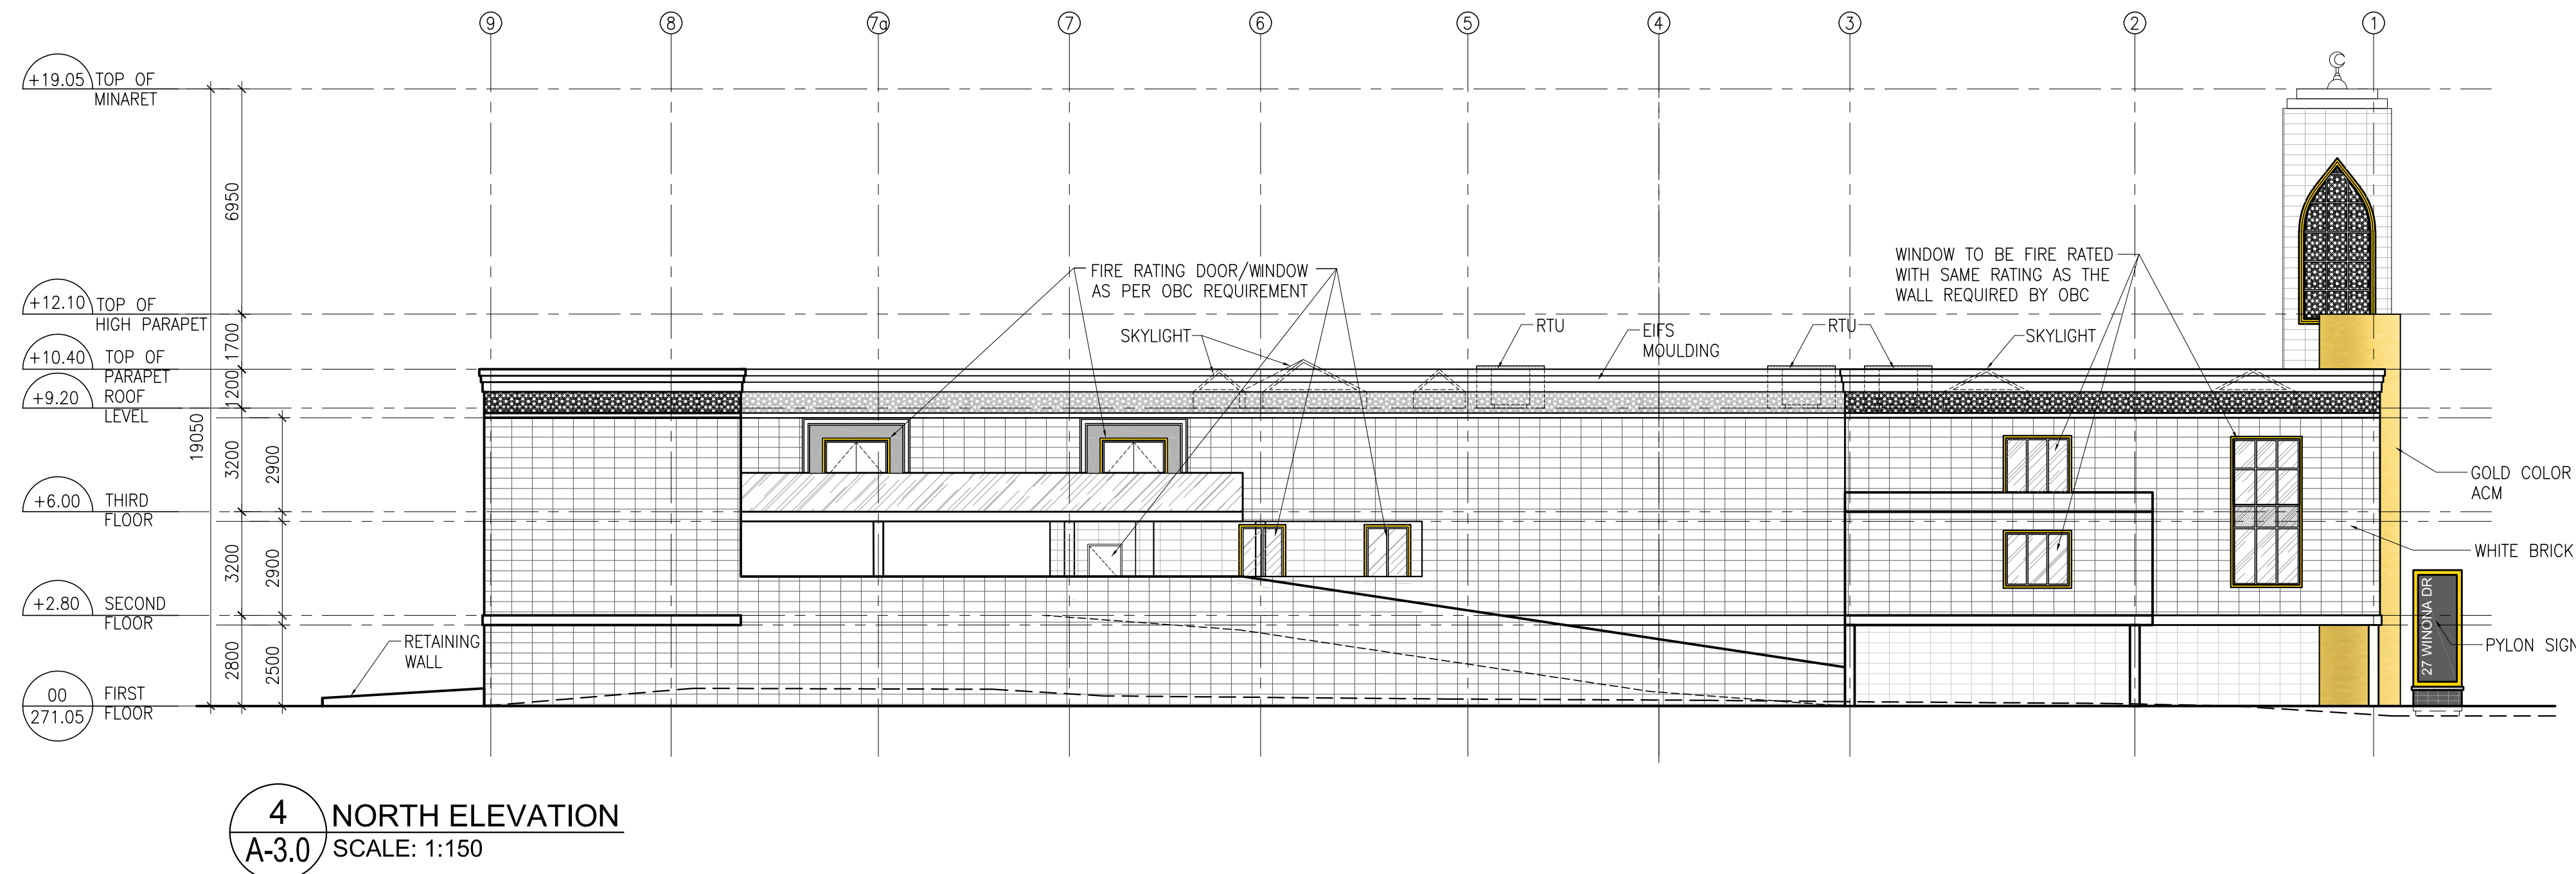 9 8 7a 7 6 5 4 3 2 1
+19.05 TOP OF
MINARET
+12.10 TOP OF
HIGH PARAPET
+10.40 TOP OF
PARAPET
+9.20 ROOF
LEVEL
+6.00 THIRD
FLOOR
+2.80 SECOND
FLOOR
00 FIRST
271.05 FLOOR
19050
6950
1700
1200
3200
3200
2800
2900
2900
2500
RETAINING
WALL
FIRE RATING DOOR/WINDOW
AS PER OBC REQUIREMENT
SKYLIGHT
RTU
EIFS
MOULDING
RTU
SKYLIGHT
WINDOW TO BE FIRE RATED
WITH SAME RATING AS THE
WALL REQUIRED BY OBC
GOLD COLOR
ACM
WHITE BRICK
27 WINONA DR
PYLON SIGN
4
A-3.0
NORTH ELEVATION
SCALE: 1:150